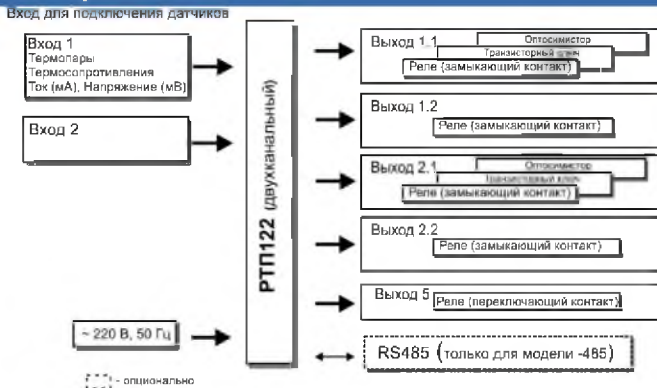 Вход для подключения датчиков
Вход 1
Термопары
Термосопротивления
Ток (мА), Напряжение (мВ)
Вход 2
~ 220 В, 50 Гц
- опционально
РТП122 (двухканальный)
Выход 1.1
Оптосимистор
Транзисторный ключ
Реле (замыкающий контакт)
Выход 1.2
Реле (замыкающий контакт)
Выход 2.1
Оптосимистор
Транзисторный ключ
Реле (замыкающий контакт)
Выход 2.2
Реле (замыкающий контакт)
Выход 5
Реле (переключающий контакт)
RS485 (только для модели -485)